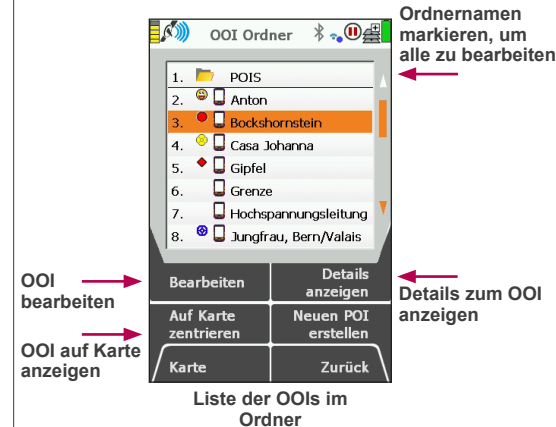 Ordnernamen
markieren, um
alle zu bearbeiten
OOI Ordner
1. POIS
2. Anton
3. Bockshornstein
4. Casa Johanna
5. Gipfel
6. Grenze
7. Hochspannungsleitung
8. Jungfrau, Bern/Valais
OOI
bearbeiten
Bearbeiten
Details
anzeigen
Details zum OOI
anzeigen
Auf Karte
zentrieren
Neuen POI
erstellen
OOI auf Karte
anzeigen
Karte
Zurück
Liste der OOIs im
Ordner